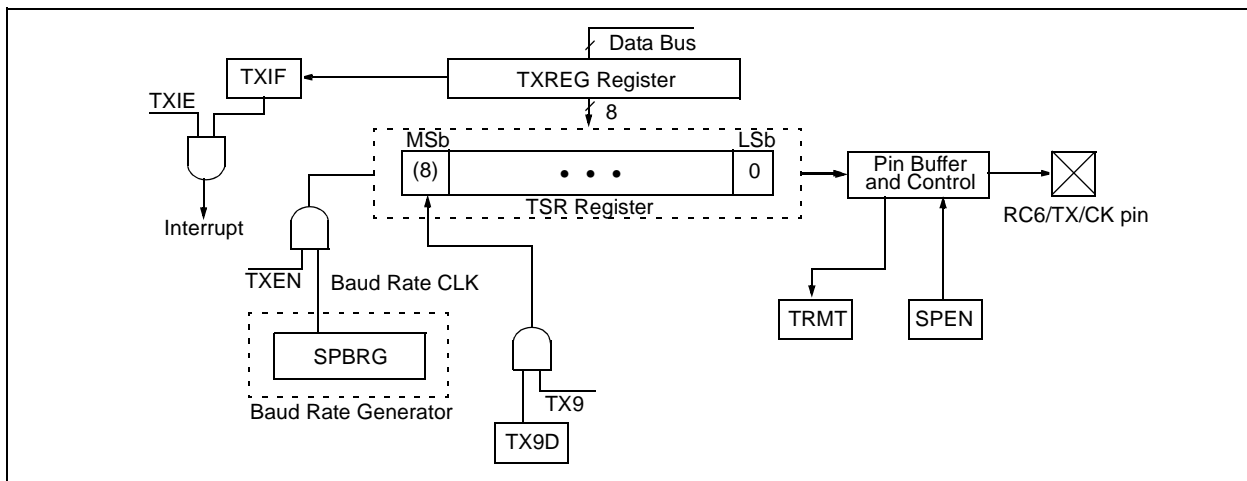 Data Bus
TXIF
TXREG Register
TXIE
8
MSb
LSb
(8)
• • •
0
Pin Buffer
and Control
TSR Register
Interrupt
RC6/TX/CK pin
TXEN
Baud Rate CLK
TRMT
SPEN
SPBRG
TX9
Baud Rate Generator
TX9D